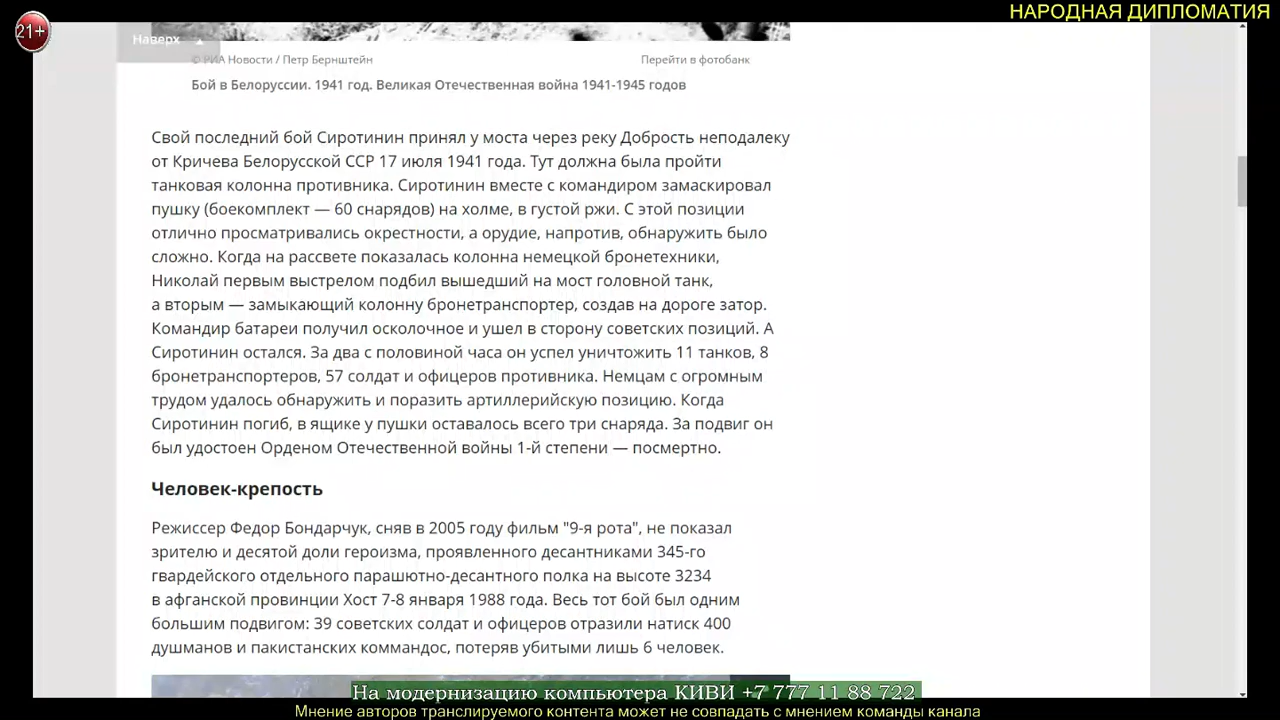 НАРОДНАЯ ДИПЛОМАТИЯ
21+
Наверх ▲
© РИА Новости / Петр Бернштейн
Перейти в фотобанк
Бой в Белоруссии. 1941 год. Великая Отечественная война 1941-1945 годов
Свой последний бой Сиротинин принял у моста через реку Добрость неподалеку
от Кричева Белорусской ССР 17 июля 1941 года. Тут должна была пройти
танковая колонна противника. Сиротинин вместе с командиром замаскировал
пушку (боекомплект — 60 снарядов) на холме, в густой ржи. С этой позиции
отлично просматривались окрестности, а орудие, напротив, обнаружить было
сложно. Когда на рассвете показалась колонна немецкой бронетехники,
Николай первым выстрелом подбил вышедший на мост головной танк,
а вторым — замыкающий колонну бронетранспортер, создав на дороге затор.
Командир батареи получил осколочное и ушел в сторону советских позиций. А
Сиротинин остался. За два с половиной часа он успел уничтожить 11 танков, 8
бронетранспортеров, 57 солдат и офицеров противника. Немцам с огромным
трудом удалось обнаружить и поразить артиллерийскую позицию. Когда
Сиротинин погиб, в ящике у пушки оставалось всего три снаряда. За подвиг он
был удостоен Орденом Отечественной войны 1-й степени — посмертно.
Человек-крепость
Режиссер Федор Бондарчук, сняв в 2005 году фильм "9-я рота", не показал
зрителю и десятой доли героизма, проявленного десантниками 345-го
гвардейского отдельного парашютно-десантного полка на высоте 3234
в афганской провинции Хост 7-8 января 1988 года. Весь тот бой был одним
большим подвигом: 39 советских солдат и офицеров отразили натиск 400
душманов и пакистанских коммандос, потеряв убитыми лишь 6 человек.
На модернизацию компьютера КИВИ +7 777 11 88 722
Мнение авторов транслируемого контента может не совпадать с мнением команды канала